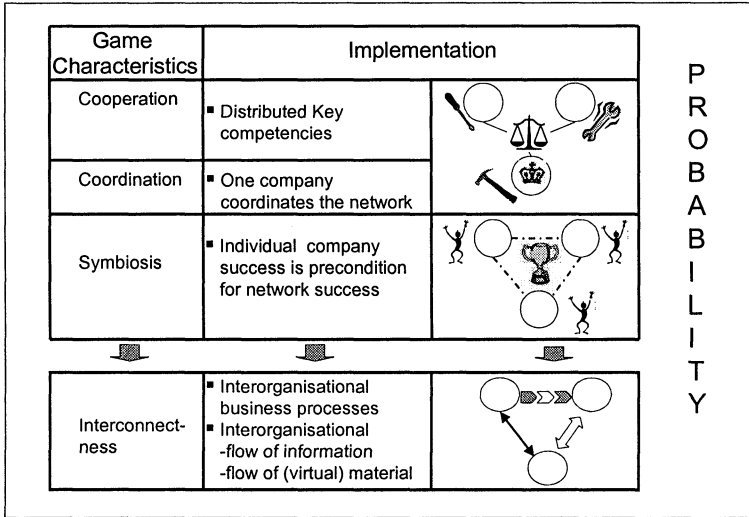 Game
Characteristics
Implementation
Cooperation
▪ Distributed Key
competencies
Coordination
▪ One company
coordinates the network
Symbiosis
▪ Individual company
success is precondition
for network success
Interconnect-
ness
▪ Interorganisational
business processes
▪ Interorganisational
-flow of information
-flow of (virtual) material
P
R
O
B
A
B
I
L
I
T
Y